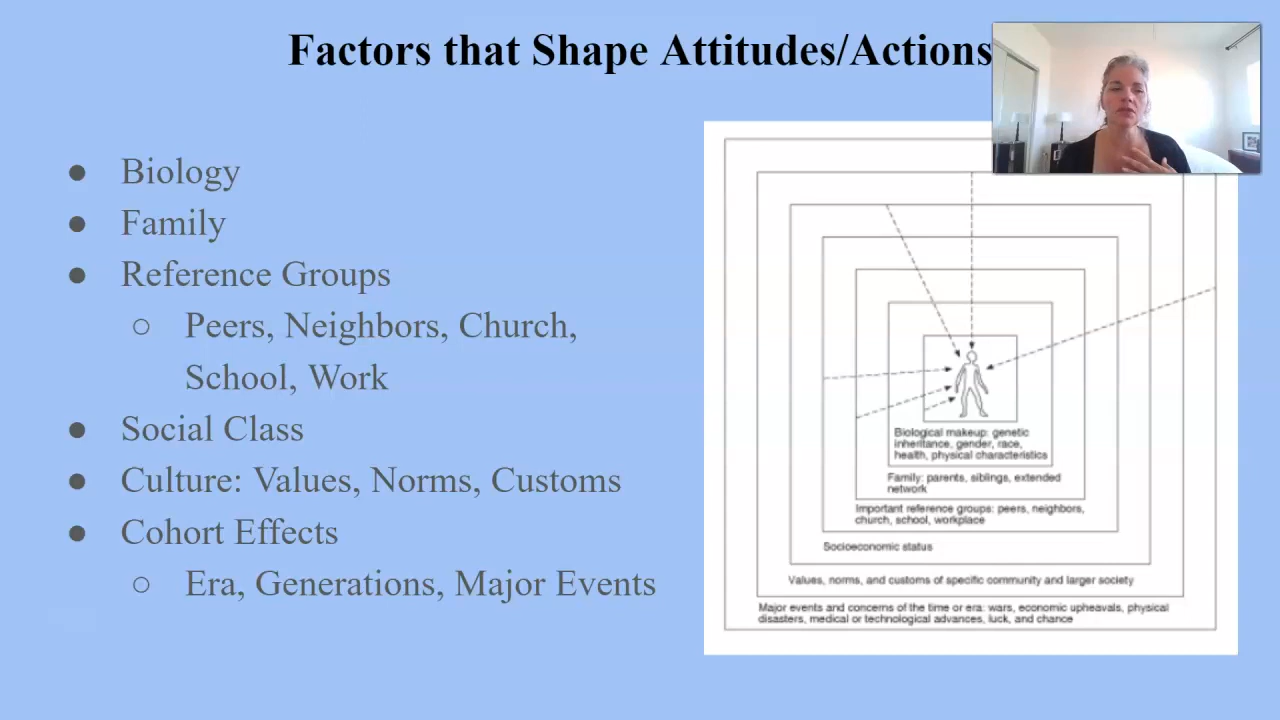 Factors that Shape Attitudes/Actions
● Biology
● Family
● Reference Groups
○ Peers, Neighbors, Church,
School, Work
● Social Class
● Culture: Values, Norms, Customs
● Cohort Effects
○ Era, Generations, Major Events
Biological makeup: genetic
inheritance, gender, race,
health, physical characteristics
Family: parents, siblings, extended
network
Important reference groups: peers, neighbors,
church, school, workplace
Socioeconomic status
Values, norms, and customs of specific community and larger society
Major events and concerns of the time or era: wars, economic upheavals, physical
disasters, medical or technological advances, luck, and chance